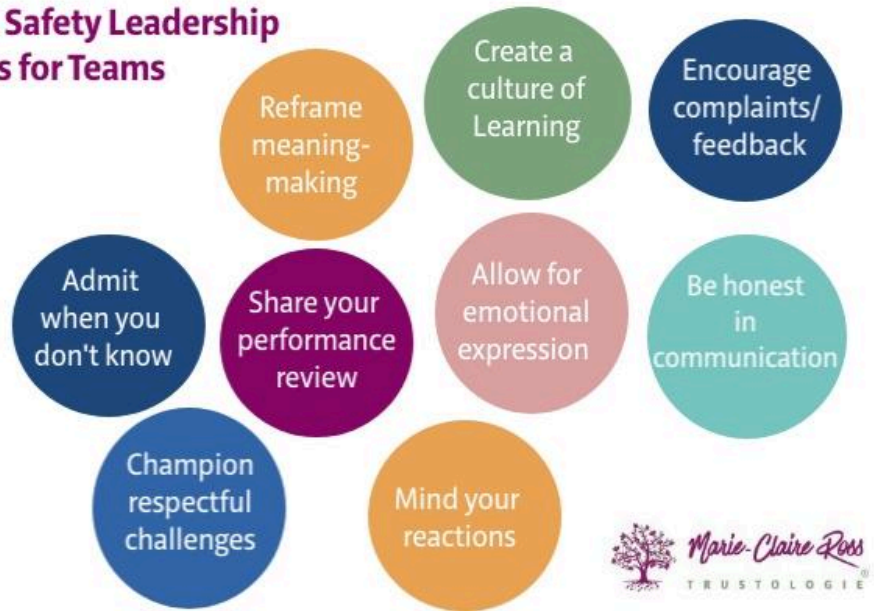 Safety Leadership
s for Teams
Reframe
meaning-
making
Create a
culture of
Learning
Encourage
complaints/
feedback
Admit
when you
don't know
Share your
performance
review
Allow for
emotional
expression
Be honest
in
communication
Champion
respectful
challenges
Mind your
reactions
Marie-Claire Ross
TRUSTOLOGIE®